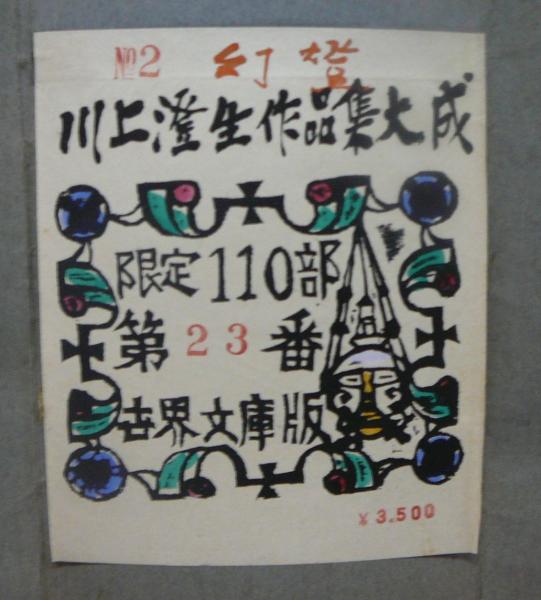 №2 幻燈
川上澄生作品集大成
限定110部
第23番
古界文庫版
¥3.500